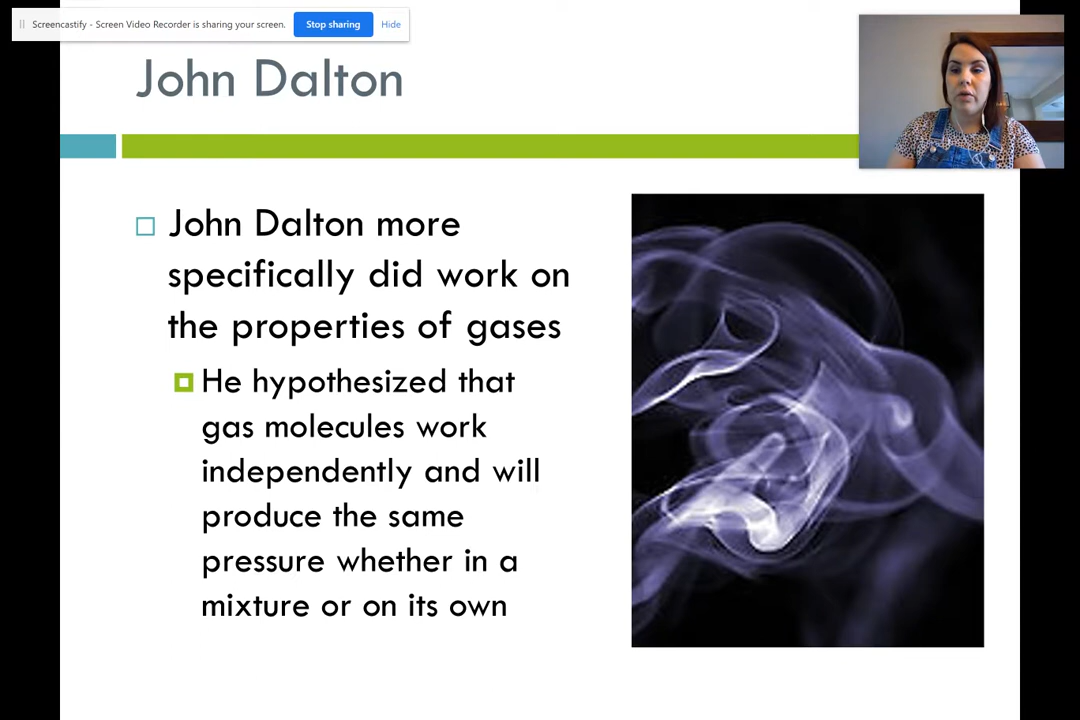 Screencastify - Screen Video Recorder is sharing your screen. Stop sharing Hide
John Dalton
John Dalton more
specifically did work on
the properties of gases
He hypothesized that
gas molecules work
independently and will
produce the same
pressure whether in a
mixture or on its own